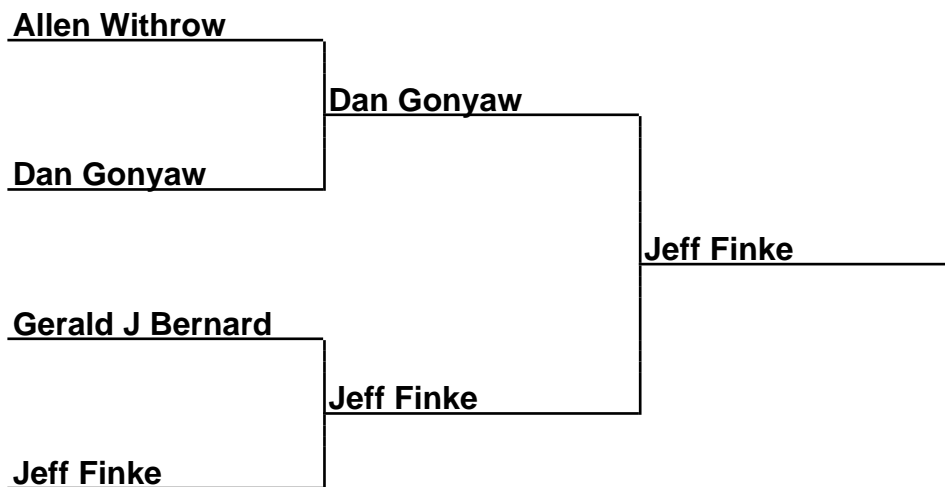 Allen Withrow
Dan Gonyaw
Dan Gonyaw
Jeff Finke
Gerald J Bernard
Jeff Finke
Jeff Finke